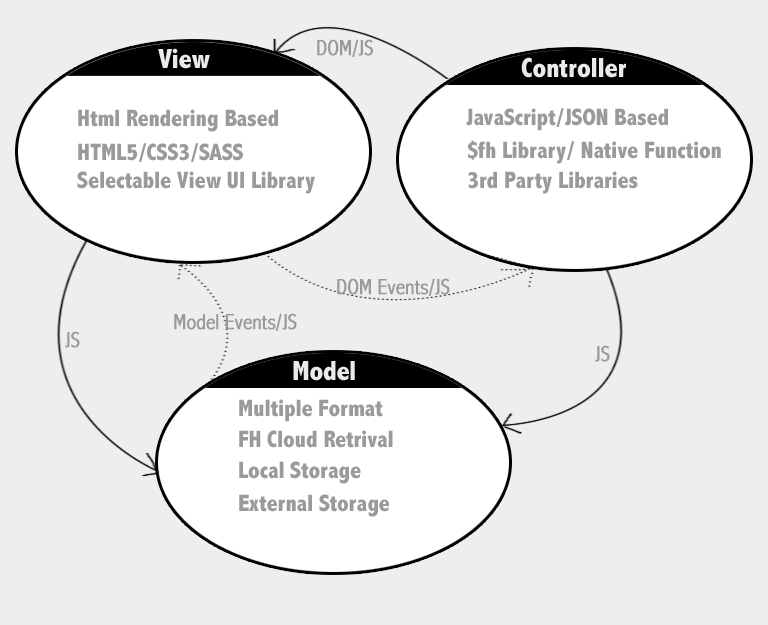 View
Html Rendering Based
HTML5/CSS3/SASS
Selectable View UI Library
DOM/JS
Controller
JavaScript/JSON Based
$fh Library/ Native Function
3rd Party Libraries
DOM Events/JS
Model Events/JS
JS
JS
Model
Multiple Format
FH Cloud Retrival
Local Storage
External Storage